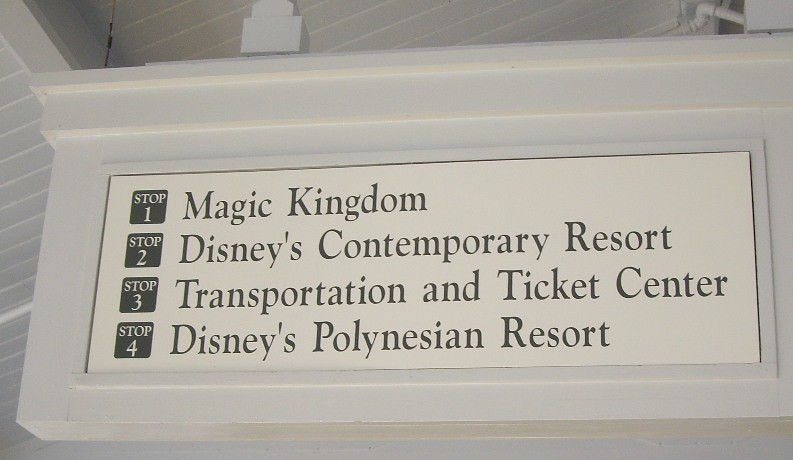 STOP 1 Magic Kingdom
STOP 2 Disney's Contemporary Resort
STOP 3 Transportation and Ticket Center
STOP 4 Disney's Polynesian Resort